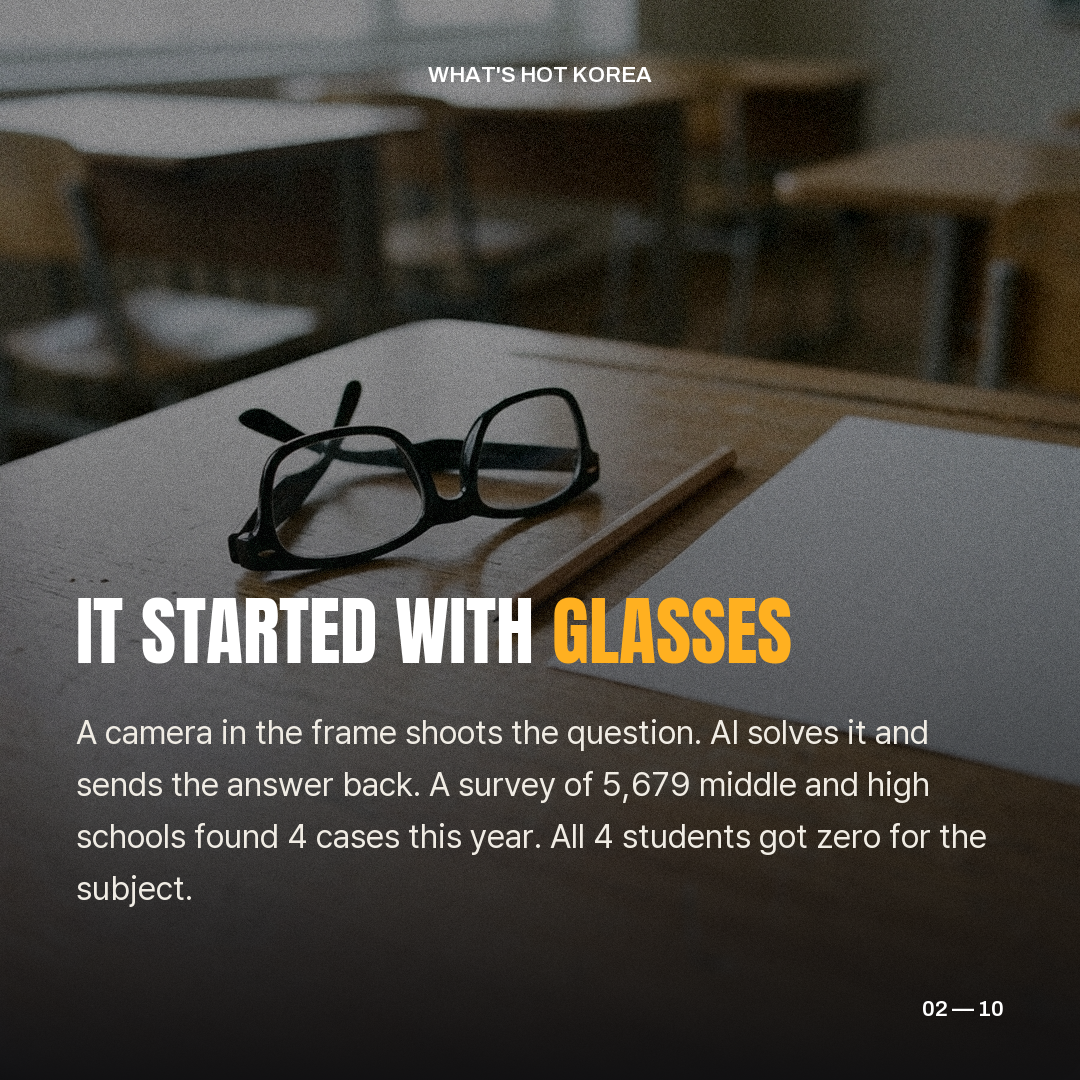 WHAT'S HOT KOREA
IT STARTED WITH GLASSES
A camera in the frame shoots the question. AI solves it and
sends the answer back. A survey of 5,679 middle and high
schools found 4 cases this year. All 4 students got zero for the
subject.
02 — 10